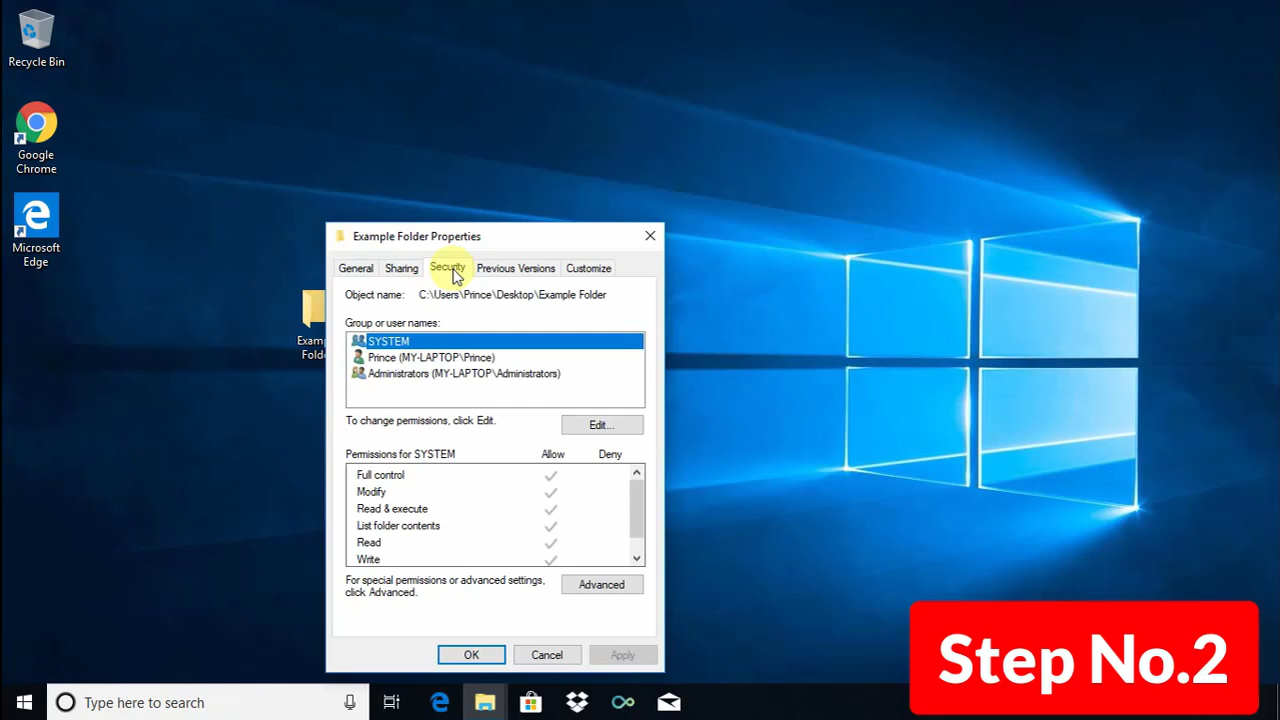 Recycle Bin
Google
Chrome
Microsoft
Edge
Example Folder Properties
General Sharing Security Previous Versions Customize
Object name: C:\Users\Prince\Desktop\Example Folder
Group or user names:
SYSTEM
Prince (MY-LAPTOP\Prince)
Administrators (MY-LAPTOP\Administrators)
Exam
Fold
To change permissions, click Edit.
Edit...
Permissions for SYSTEM Allow Deny
Full control
Modify
Read & execute
List folder contents
Read
Write
For special permissions or advanced settings,
click Advanced.
Advanced
OK Cancel Apply
Step No.2
Type here to search